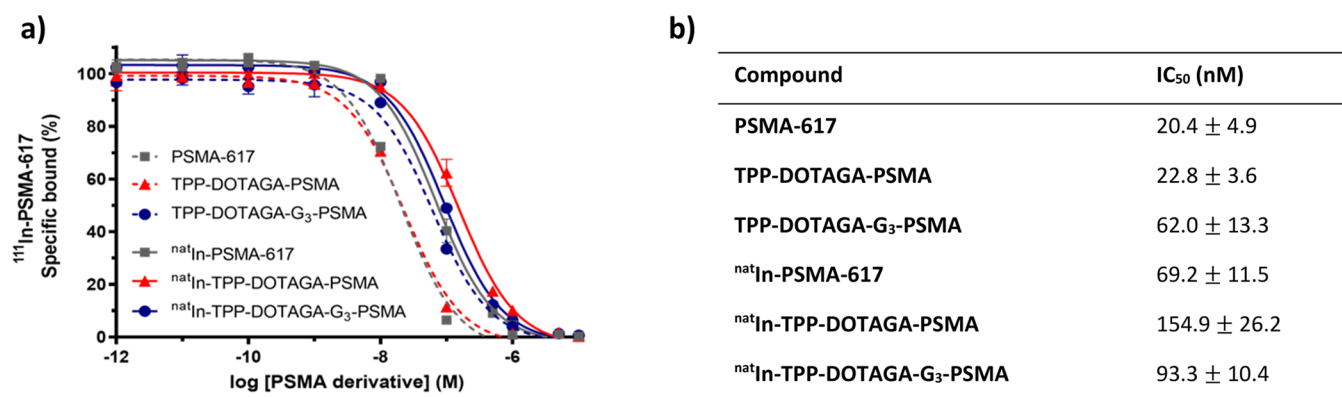 a)
¹¹¹In-PSMA-617
Specific bound (%)
100
80
60
40
20
0
PSMA-617
TPP-DOTAGA-PSMA
TPP-DOTAGA-G₃-PSMA
ⁿᵃᵗIn-PSMA-617
ⁿᵃᵗIn-TPP-DOTAGA-PSMA
ⁿᵃᵗIn-TPP-DOTAGA-G₃-PSMA
-12 -10 -8 -6
log [PSMA derivative] (M)
b)
Compound IC₅₀ (nM)
PSMA-617 20.4 ± 4.9
TPP-DOTAGA-PSMA 22.8 ± 3.6
TPP-DOTAGA-G₃-PSMA 62.0 ± 13.3
ⁿᵃᵗIn-PSMA-617 69.2 ± 11.5
ⁿᵃᵗIn-TPP-DOTAGA-PSMA 154.9 ± 26.2
ⁿᵃᵗIn-TPP-DOTAGA-G₃-PSMA 93.3 ± 10.4